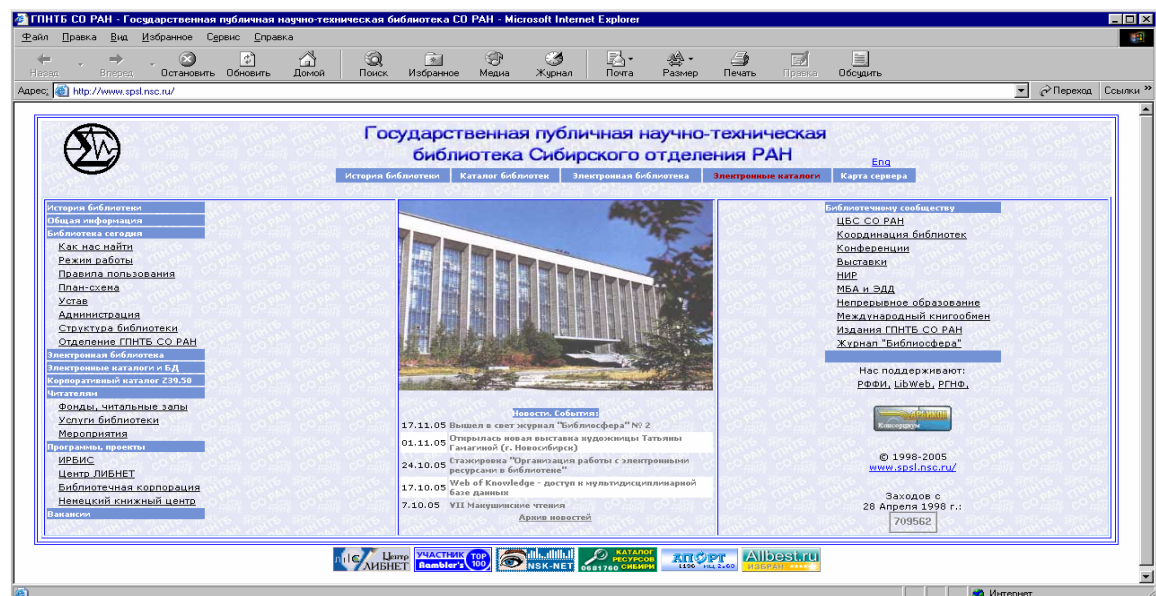 ГПНТБ СО РАН - Государственная публичная научно-техническая библиотека СО РАН - Microsoft Internet Explorer
Файл Правка Вид Избранное Сервис Справка
Назад Вперед Остановить Обновить Домой Поиск Избранное Медиа Журнал Почта Размер Печать Правка Обсудить
Адрес: http://www.spsl.nsc.ru/ Переход Ссылки »
Государственная публичная научно-техническая
библиотека Сибирского отделения РАН
Eng
История библиотеки Каталог библиотек Электронная библиотека Электронные каталоги Карта сервера
История библиотеки
Общая информация
Библиотека сегодня
Как нас найти
Режим работы
Правила пользования
План-схема
Устав
Администрация
Структура библиотеки
Отделение ГПНТБ СО РАН
Электронная библиотека
Электронные каталоги и БД
Корпоративный каталог Z39.50
Читателям
Фонды, читальные залы
Услуги библиотеки
Мероприятия
Программы, проекты
ИРБИС
Центр ЛИБНЕТ
Библиотечная корпорация
Немецкий книжный центр
Вакансии
Новости. События:
17.11.05 Вышел в свет журнал "Библиосфера" № 2
01.11.05 Открылась новая выставка художницы Татьяны
Гамагиной (г. Новосибирск)
24.10.05 Стажировка "Организация работы с электронными
ресурсами в библиотеке"
17.10.05 Web of Knowledge - доступ к мультидисциплинарной
базе данных
7.10.05 VII Макушинские чтения
Архив новостей
Библиотечному сообществу
ЦБС СО РАН
Координация библиотек
Конференции
Выставки
НИР
МБА и ЭДД
Непрерывное образование
Международный книгообмен
Издания ГПНТБ СО РАН
Журнал "Библиосфера"
Нас поддерживают:
РФФИ, LibWeb, РГНФ,
Консорциум
© 1998-2005
www.spsl.nsc.ru/
Заходов с
28 Апреля 1998 г.:
709562
Центр
ЛИБНЕТ
УЧАСТНИК
Rambler's
TOP
100
NSK-NET
КАТАЛОГ
РЕСУРСОВ
СИБИРИ
0681760
АПОРТ
1190
Allbest.ru
ИЗБРАН
Интернет